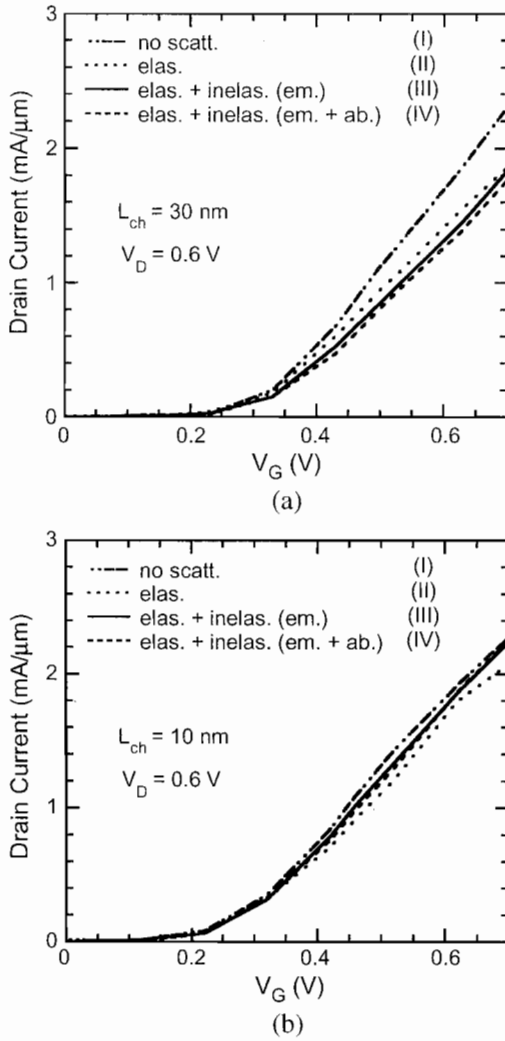 3
no scatt. (I)
elas. (II)
elas. + inelas. (em.) (III)
elas. + inelas. (em. + ab.) (IV)
2
Drain Current (mA/μm)
L_ch = 30 nm
V_D = 0.6 V
1
0
0 0.2 0.4 0.6
V_G (V)
(a)
3
no scatt. (I)
elas. (II)
elas. + inelas. (em.) (III)
elas. + inelas. (em. + ab.) (IV)
2
Drain Current (mA/μm)
L_ch = 10 nm
V_D = 0.6 V
1
0
0 0.2 0.4 0.6
V_G (V)
(b)